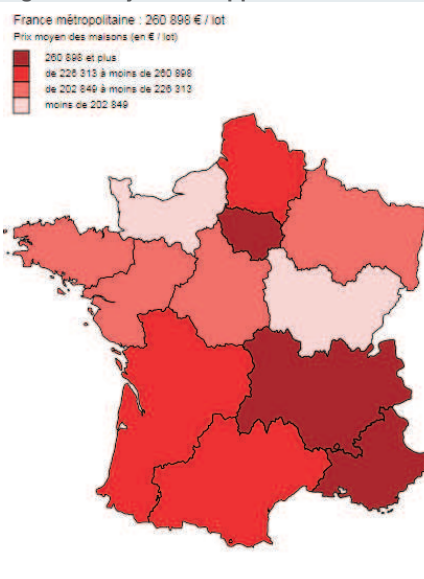 France métropolitaine : 260 898 € / lot
Prix moyen des maisons (en € / lot)
260 898 et plus
de 226 313 à moins de 260 898
de 202 849 à moins de 226 313
moins de 202 849